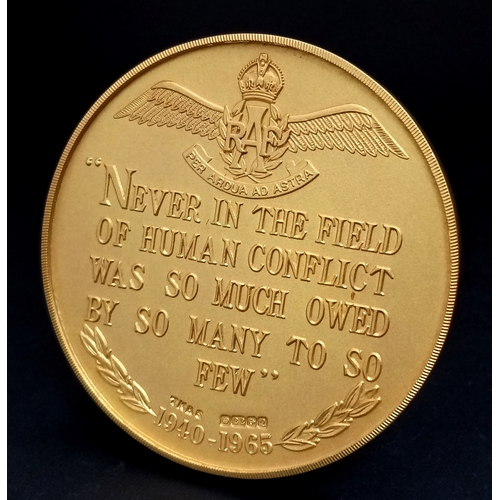 RAF
PER ARDUA AD ASTRA
"NEVER IN THE FIELD
OF HUMAN CONFLICT
WAS SO MUCH OWED
BY SO MANY TO SO
FEW"
1940-1965